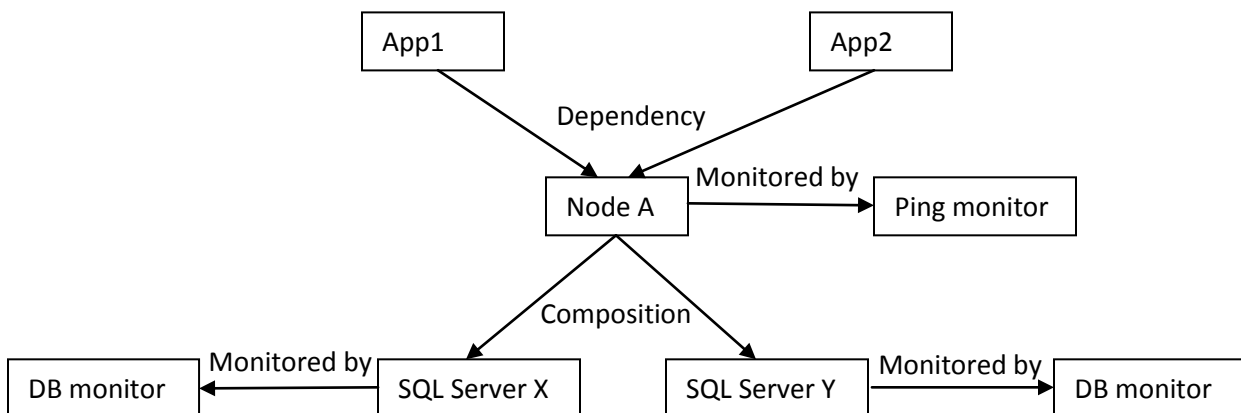 App1
App2
Dependency
Monitored by
Node A
Ping monitor
Composition
Monitored by
Monitored by
DB monitor
SQL Server X
SQL Server Y
DB monitor